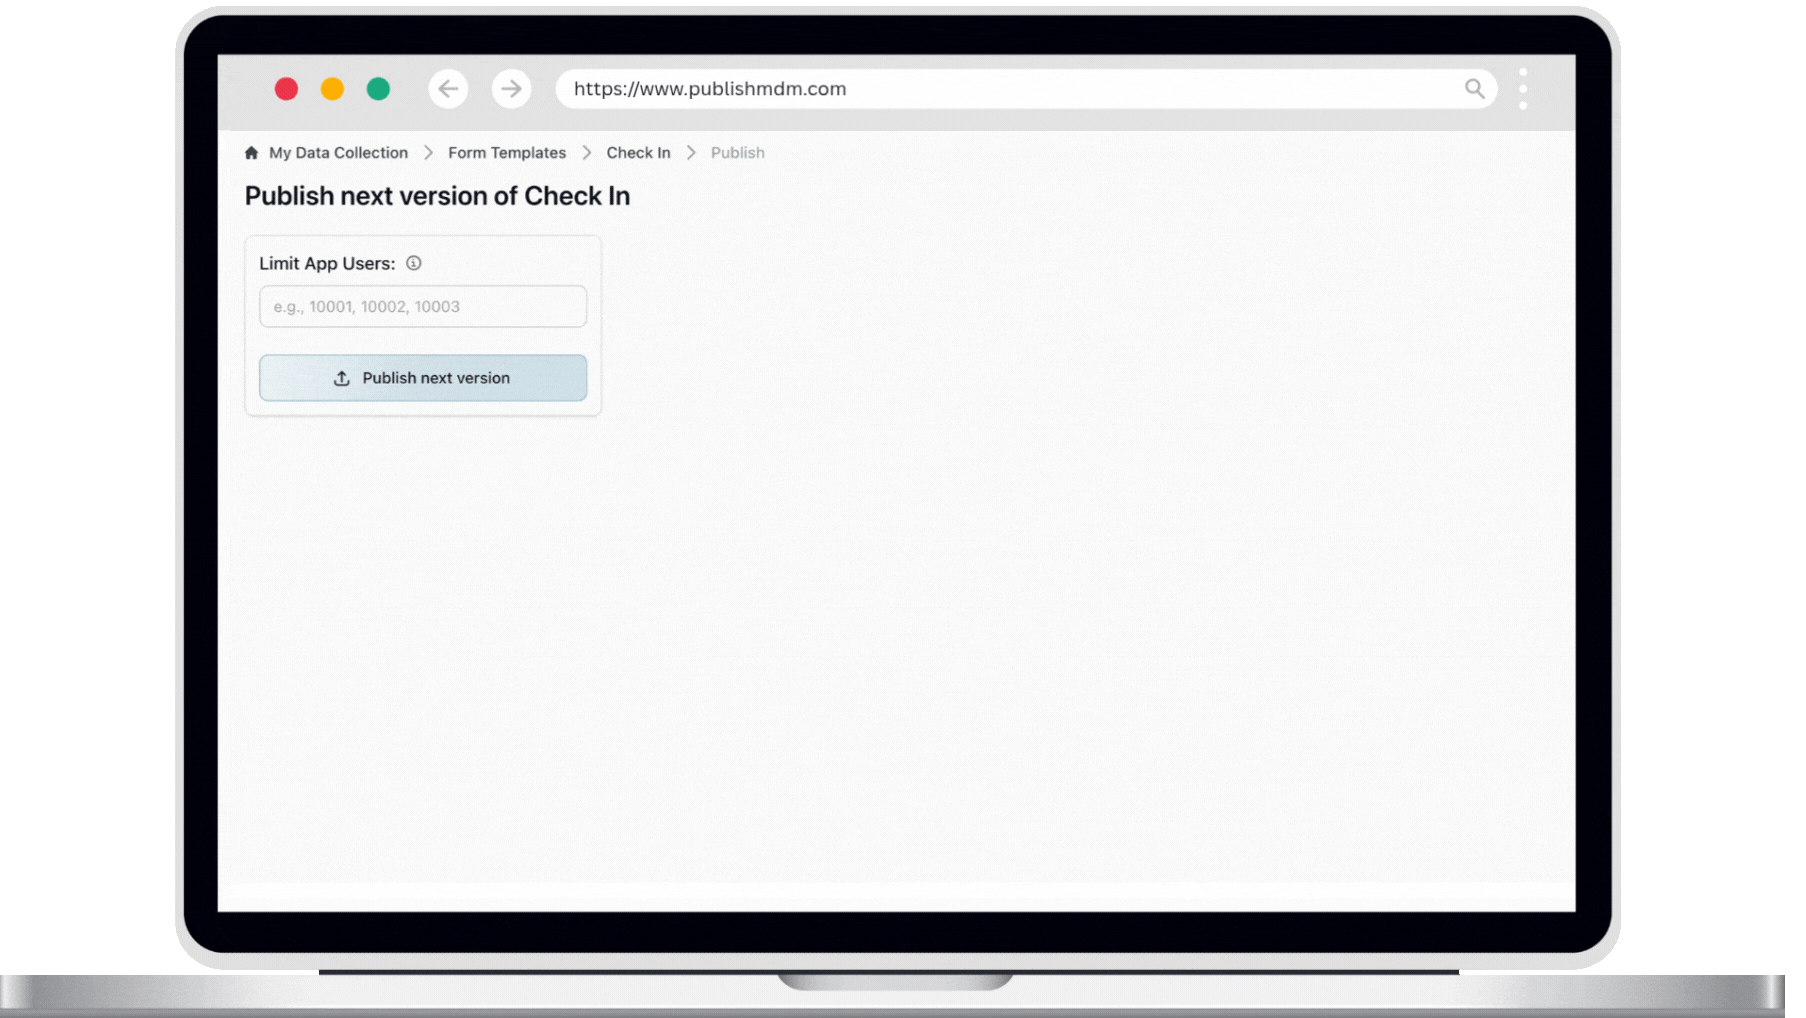 https://www.publishmdm.com
My Data Collection > Form Templates > Check In > Publish
Publish next version of Check In
Limit App Users:
e.g., 10001, 10002, 10003
Publish next version